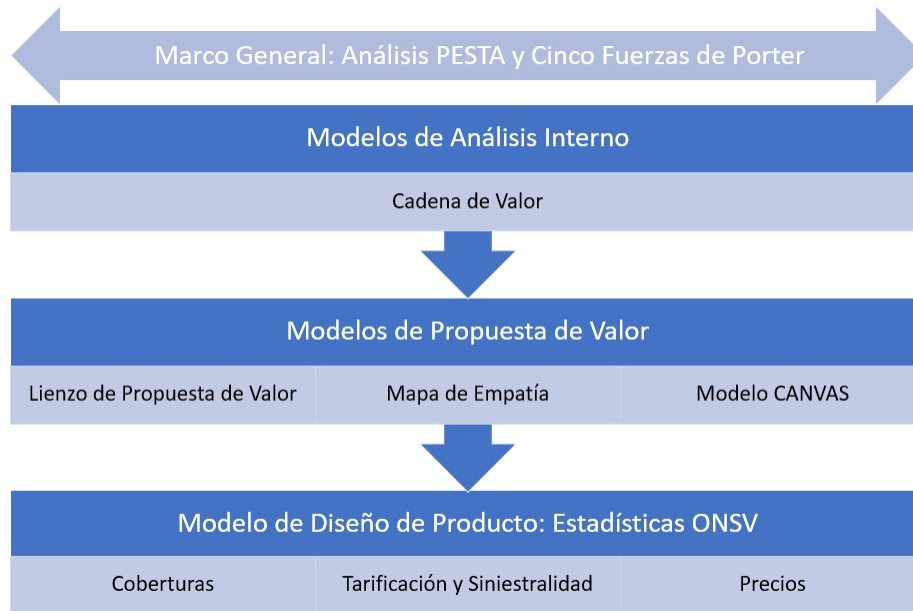 Marco General: Análisis PESTA y Cinco Fuerzas de Porter
Modelos de Análisis Interno
Cadena de Valor
Modelos de Propuesta de Valor
Lienzo de Propuesta de Valor
Mapa de Empatía
Modelo CANVAS
Modelo de Diseño de Producto: Estadísticas ONSV
Coberturas
Tarificación y Siniestralidad
Precios